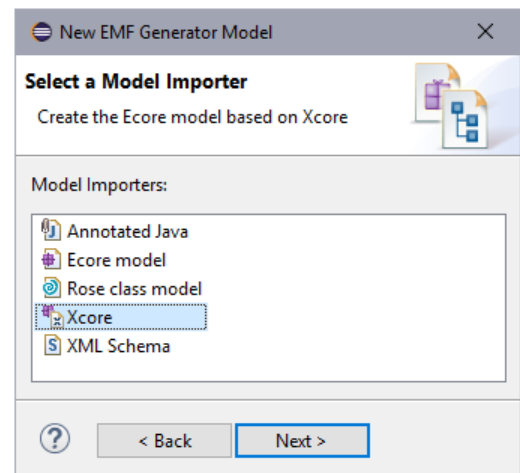 New EMF Generator Model
Select a Model Importer
Create the Ecore model based on Xcore
Model Importers:
Annotated Java
Ecore model
Rose class model
Xcore
XML Schema
? < Back Next >